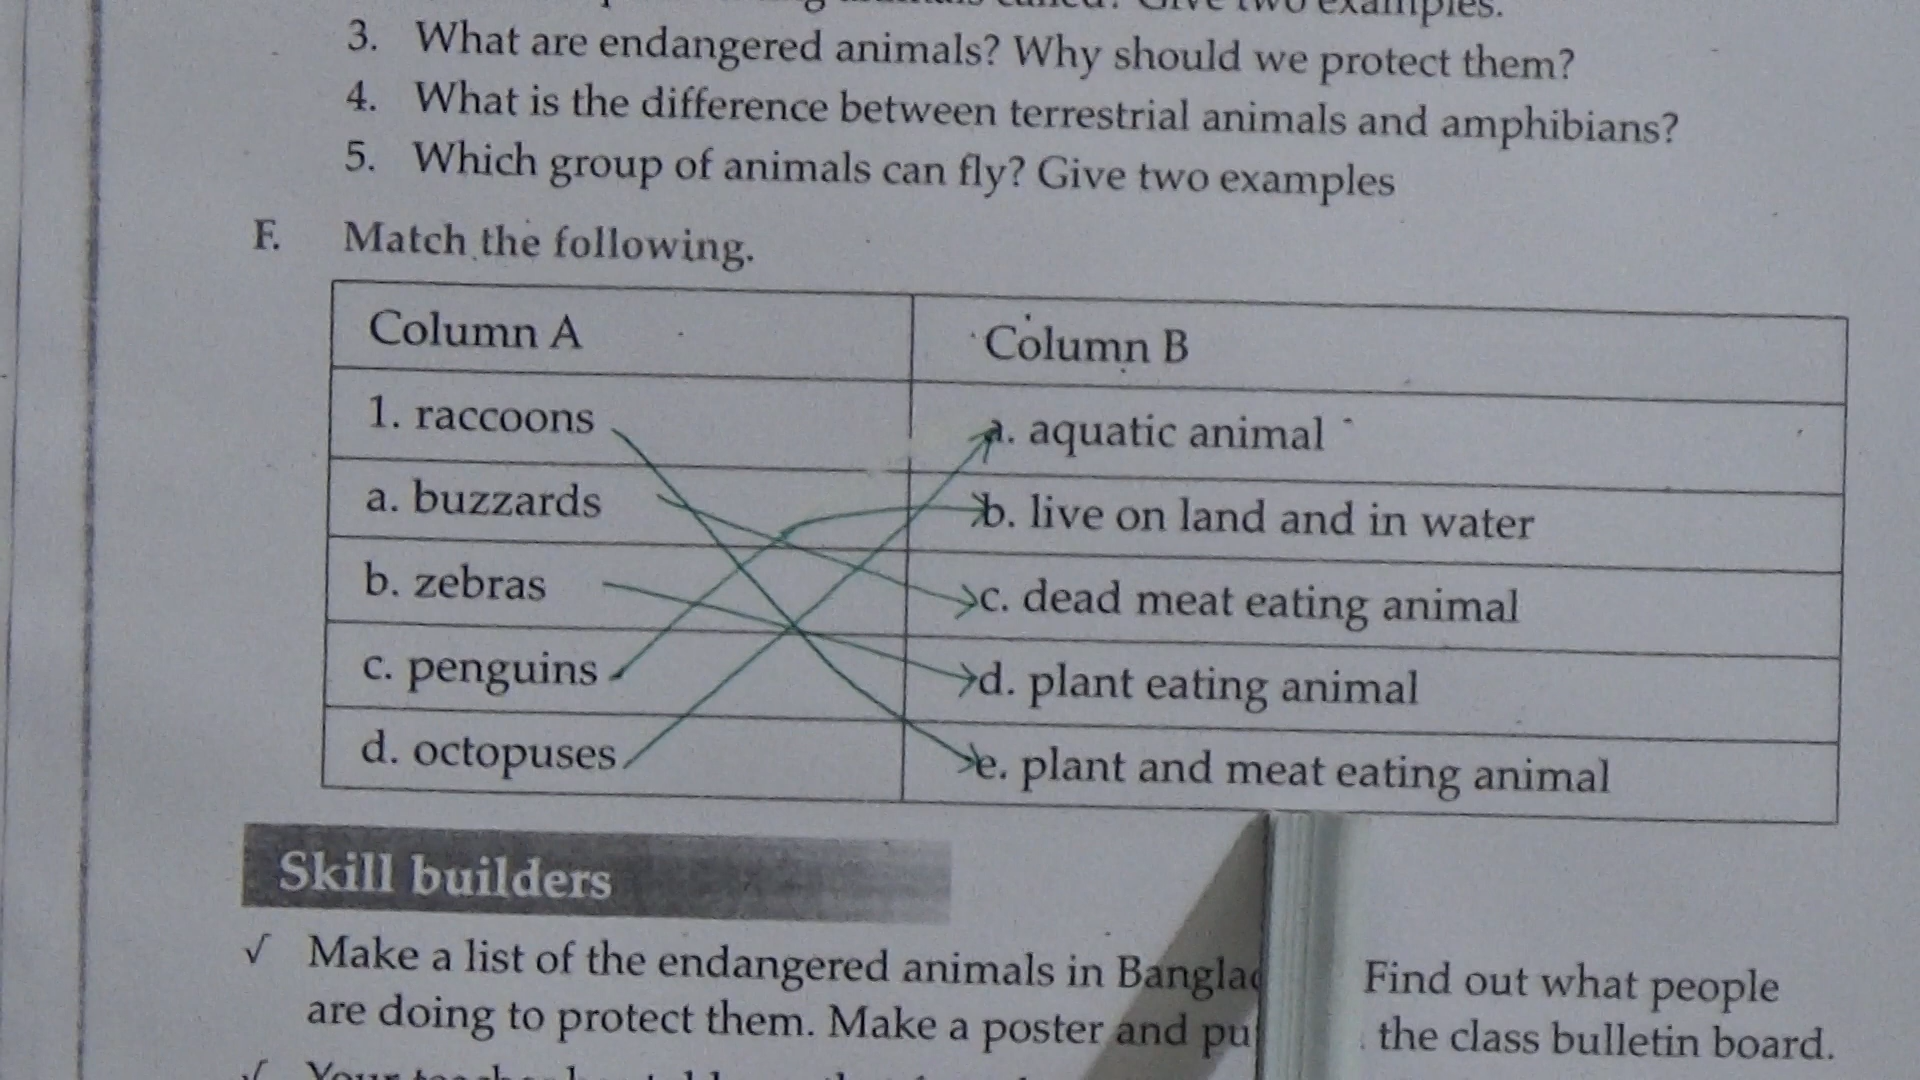 Give two examples.
3. What are endangered animals? Why should we protect them?
4. What is the difference between terrestrial animals and amphibians?
5. Which group of animals can fly? Give two examples
F. Match the following.
Column A Column B
1. raccoons a. aquatic animal
a. buzzards b. live on land and in water
b. zebras c. dead meat eating animal
c. penguins d. plant eating animal
d. octopuses e. plant and meat eating animal
Skill builders
✓ Make a list of the endangered animals in Find out what people
are doing to protect them. Make a poster and the class bulletin board.